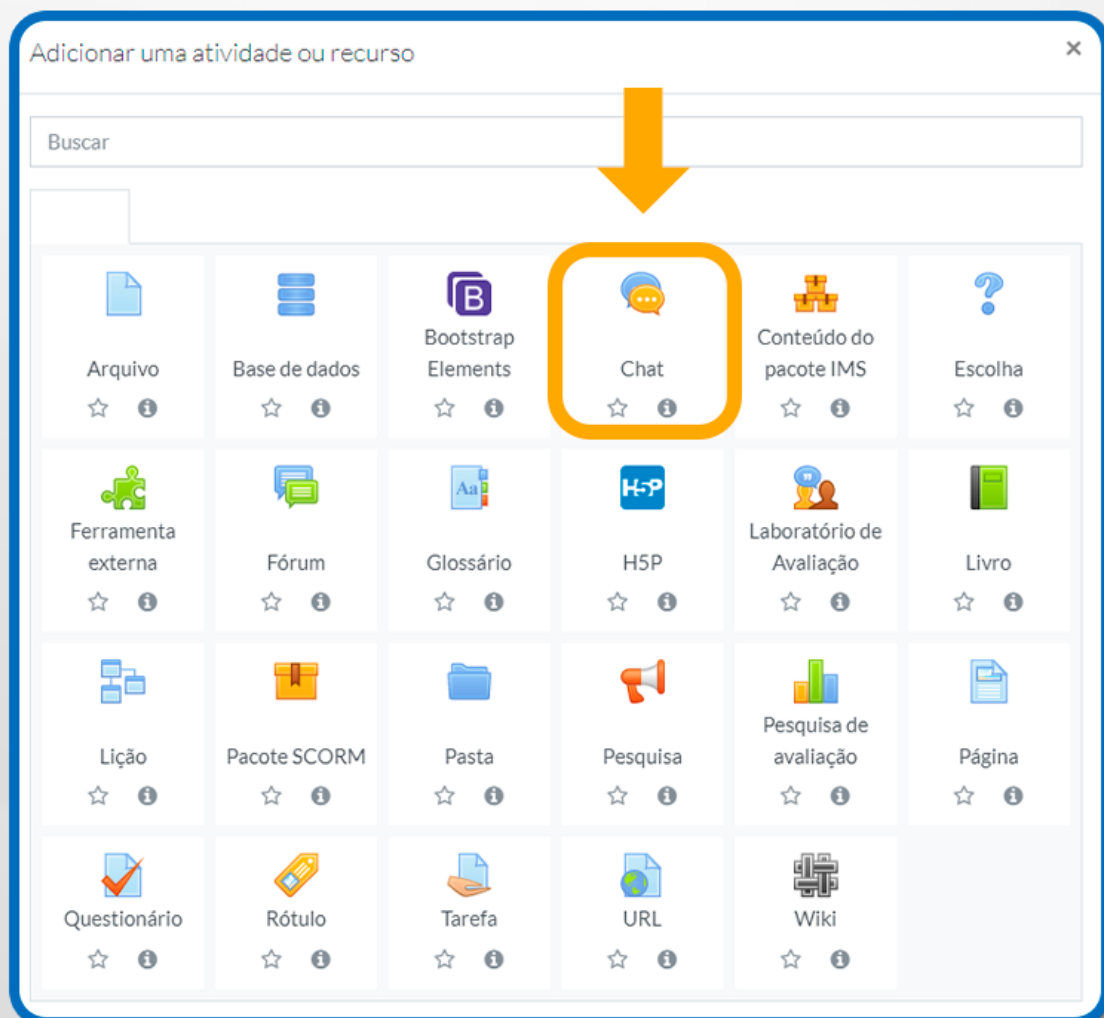 Adicionar uma atividade ou recurso
×
Buscar
B
Bootstrap
Conteúdo do
Arquivo
Base de dados
Elements
Chat
pacote IMS
Escolha
Aa
H5P
Ferramenta
Laboratório de
externa
Fórum
Glossário
H5P
Avaliação
Livro
Pesquisa de
Lição
Pacote SCORM
Pasta
Pesquisa
avaliação
Página
Questionário
Rótulo
Tarefa
URL
Wiki